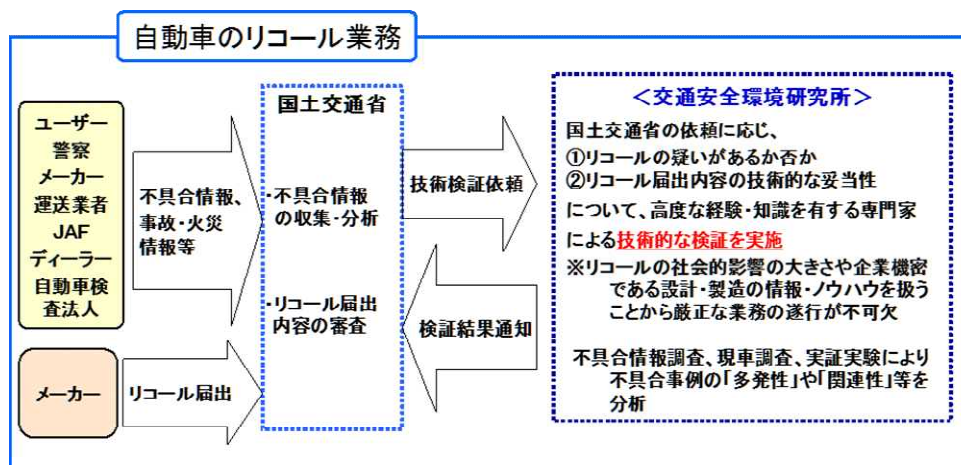 自動車のリコール業務
ユーザー
警察
メーカー
運送業者
JAF
ディーラー
自動車検
査法人
不具合情報、
事故・火災
情報等
メーカー
リコール届出
国土交通省
・不具合情報
の収集・分析
・リコール届出
内容の審査
技術検証依頼
検証結果通知
＜交通安全環境研究所＞
国土交通省の依頼に応じ、
①リコールの疑いがあるか否か
②リコール届出内容の技術的な妥当性
について、高度な経験・知識を有する専門家
による技術的な検証を実施
※リコールの社会的影響の大きさや企業機密
である設計・製造の情報・ノウハウを扱う
ことから厳正な業務の遂行が不可欠
不具合情報調査、現車調査、実証実験により
不具合事例の「多発性」や「関連性」等を
分析